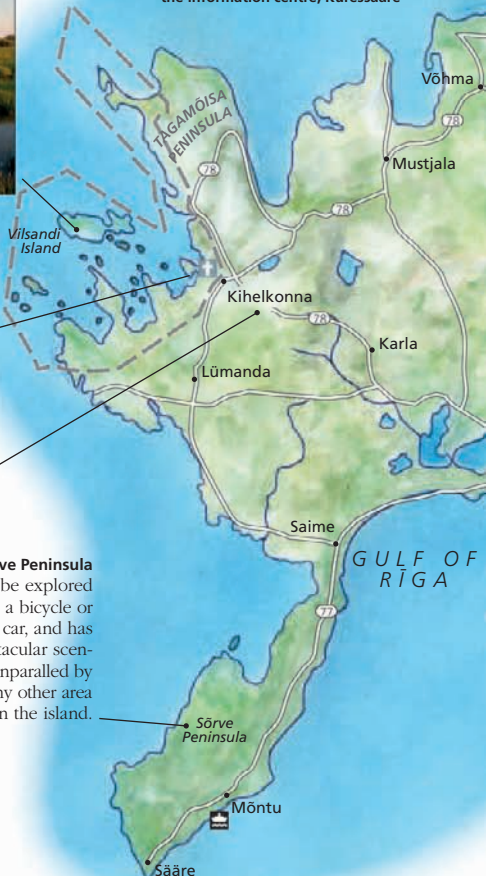 the information centre, Kuressaare
Võhma
TAGAMÕISA
PENINSULA
78
78
Mustjala
78
Vilsandi
Island
Kihelkonna
78
Karla
Lümanda
Saime
GULF OF
RĪGA
ve Peninsula
be explored
a bicycle or
car, and has
tacular scen-
nparalled by
ny other area
n the island.
77
Sõrve
Peninsula
Mõntu
Sääre